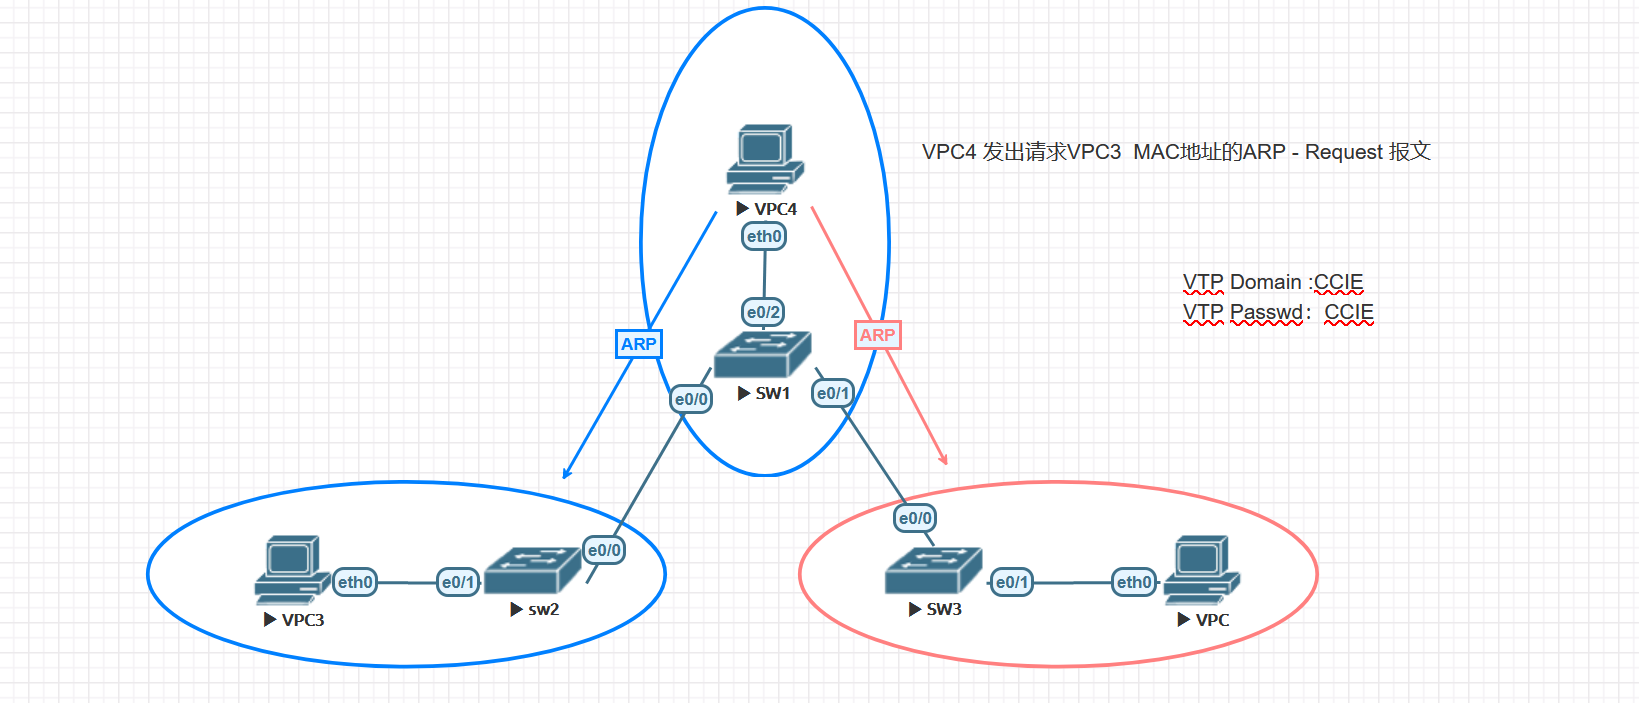 VPC4 发出请求VPC3  MAC地址的ARP - Request 报文
VPC4
eth0
VTP Domain :CCIE
VTP Passwd：CCIE
e0/2
ARP
ARP
SW1
e0/0
e0/1
e0/0
e0/0
VPC3
eth0
e0/1
sw2
SW3
e0/1
eth0
VPC